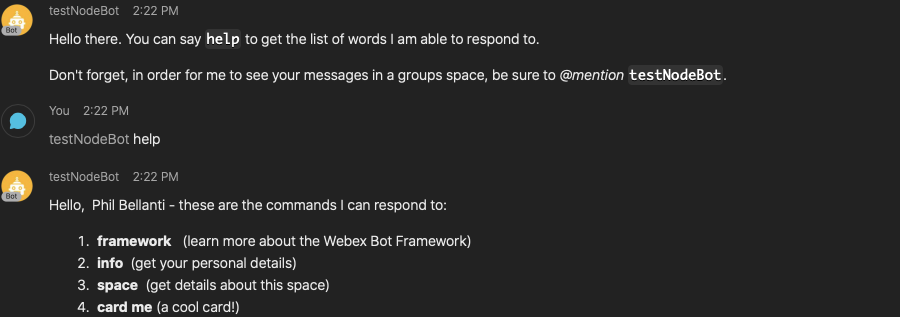 testNodeBot 2:22 PM
Bot
Hello there. You can say help to get the list of words I am able to respond to.
Don't forget, in order for me to see your messages in a groups space, be sure to @mention testNodeBot.
You 2:22 PM
testNodeBot help
testNodeBot 2:22 PM
Bot
Hello, Phil Bellanti - these are the commands I can respond to:
1. framework (learn more about the Webex Bot Framework)
2. info (get your personal details)
3. space (get details about this space)
4. card me (a cool card!)